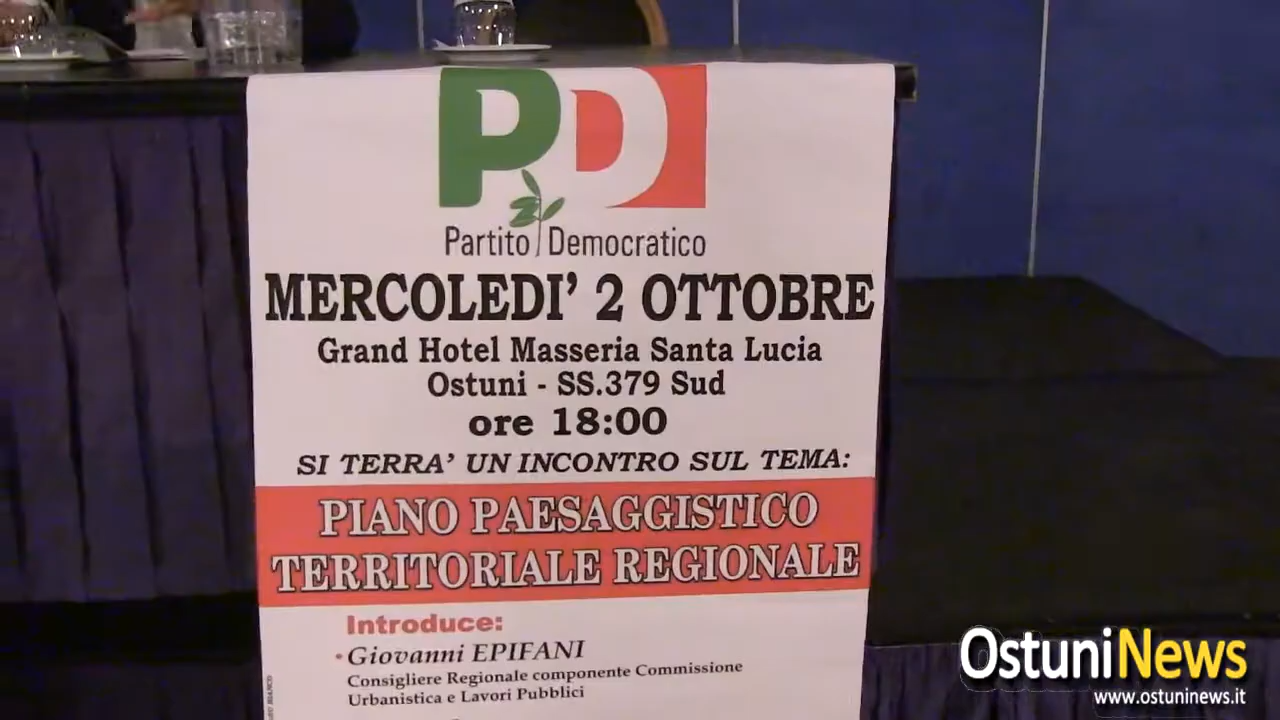 PD
Partito Democratico
MERCOLEDI' 2 OTTOBRE
Grand Hotel Masseria Santa Lucia
Ostuni - SS.379 Sud
ore 18:00
SI TERRA' UN INCONTRO SUL TEMA:
PIANO PAESAGGISTICO
TERRITORIALE REGIONALE
Introduce:
* Giovanni EPIFANI
Consigliere Regionale componente Commissione
Urbanistica e Lavori Pubblici
OstuniNews
www.ostuninews.it